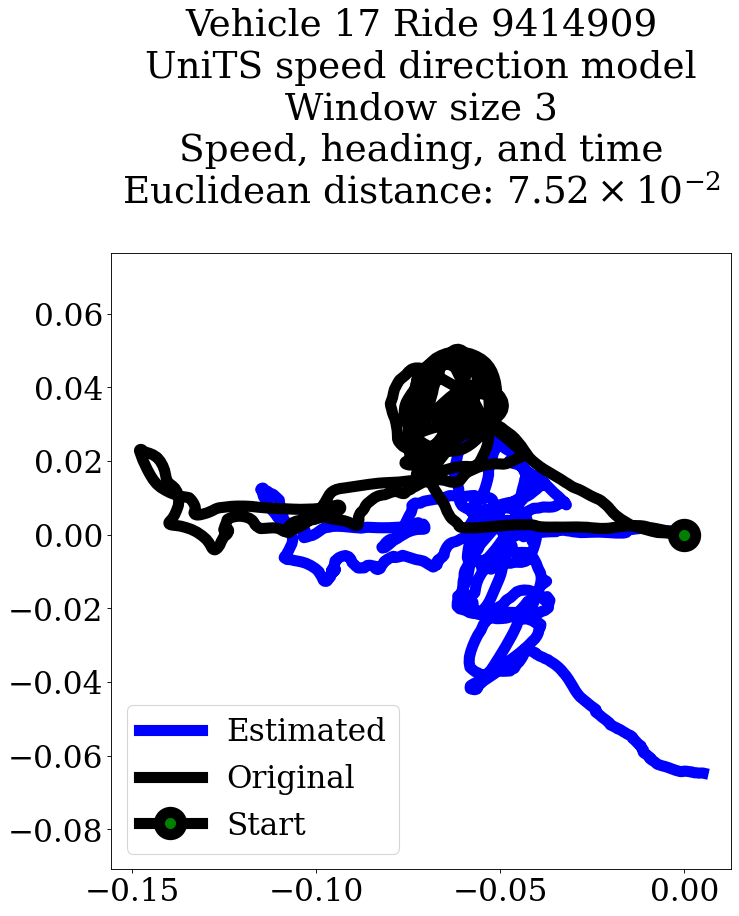 Vehicle 17 Ride 9414909
UniTS speed direction model
Window size 3
Speed, heading, and time
Euclidean distance: 7.52 × 10⁻²
0.06
0.04
0.02
0.00
−0.02
−0.04
−0.06
−0.08
Estimated
Original
Start
−0.15 −0.10 −0.05 0.00